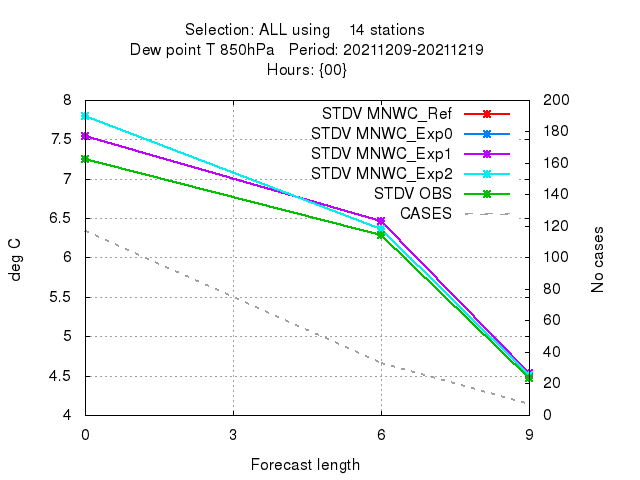 Selection: ALL using    14 stations
Dew point T 850hPa   Period: 20211209-20211219
Hours: {00}
STDV MNWC_Ref
STDV MNWC_Exp0
STDV MNWC_Exp1
STDV MNWC_Exp2
STDV OBS
CASES
8
7.5
7
6.5
6
5.5
5
4.5
4
deg C
200
180
160
140
120
100
80
60
40
20
0
No cases
0 3 6 9
Forecast length